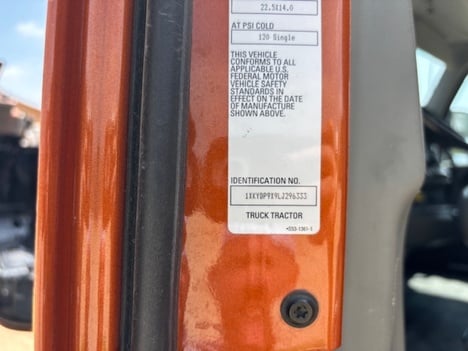 22.5X14.0
AT PSI COLD
120 Single
THIS VEHICLE
CONFORMS TO ALL
APPLICABLE U.S.
FEDERAL MOTOR
VEHICLE SAFETY
STANDARDS IN
EFFECT ON THE DATE
OF MANUFACTURE
SHOWN ABOVE.
IDENTIFICATION NO.
1XKYDP9X9LJ296333
TRUCK TRACTOR